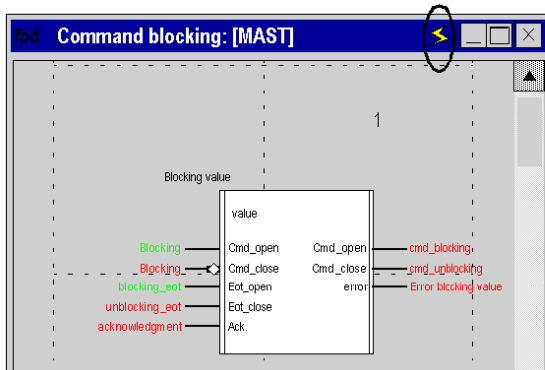 fbd Command blocking: [MAST]
1
Blocking value
value
Blocking Cmd_open Cmd_open cmd_blocking
Blocking Cmd_close Cmd_close cmd_unblocking
blocking_eot Eot_open error Error blocking value
unblocking_eot Eot_close
acknowledgment Ack.